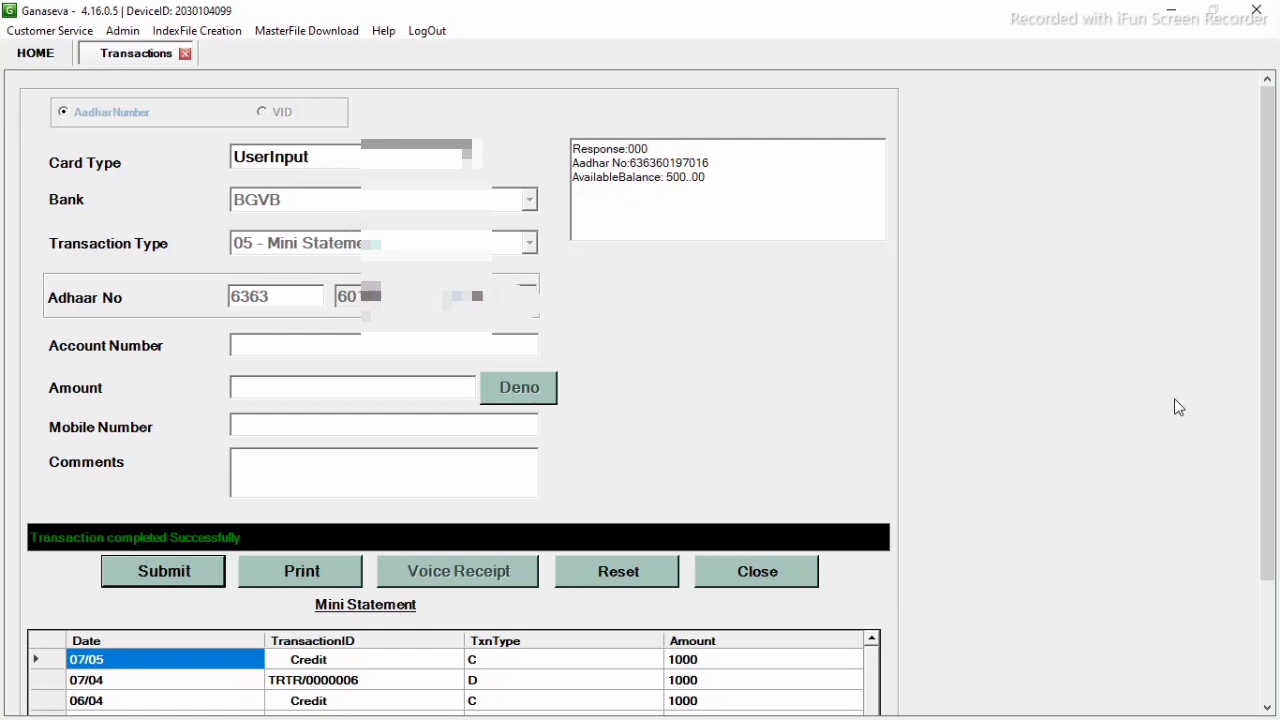 Ganaseva - 4.16.0.5 | DeviceID: 2030104099
Recorded with iFun Screen Recorder
Customer Service Admin IndexFile Creation MasterFile Download Help LogOut
HOME Transactions
AadharNumber VID
Card Type UserInput
Response:000
Aadhar No:636360197016
AvailableBalance: 500..00
Bank BGVB
Transaction Type 05 - Mini Stateme
Adhaar No 6363 60
Account Number
Amount Deno
Mobile Number
Comments
Transaction completed Successfully
Submit Print Voice Receipt Reset Close
Mini Statement
Date TransactionID TxnType Amount
07/05 Credit C 1000
07/04 TRTR/0000006 D 1000
06/04 Credit C 1000